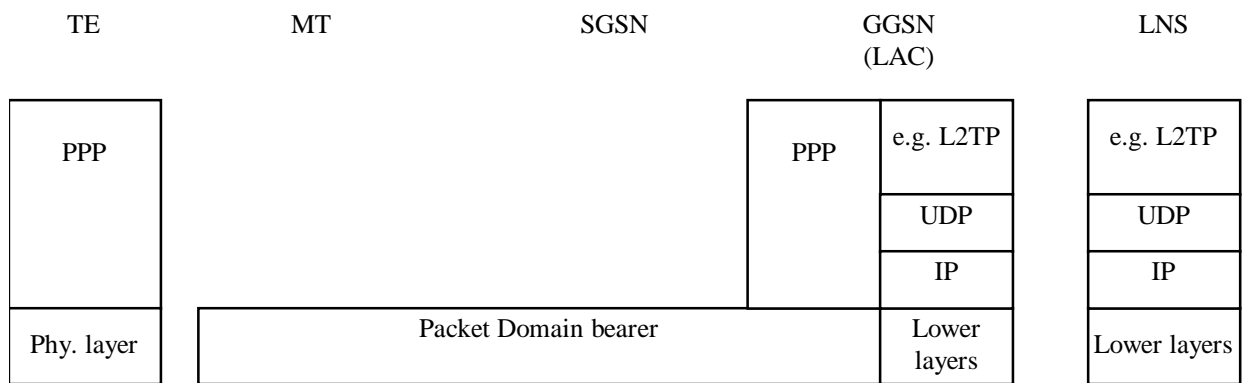 TE MT SGSN GGSN LNS
(LAC)
PPP PPP e.g. L2TP e.g. L2TP
UDP UDP
IP IP
Phy. layer Packet Domain bearer Lower Lower layers
layers